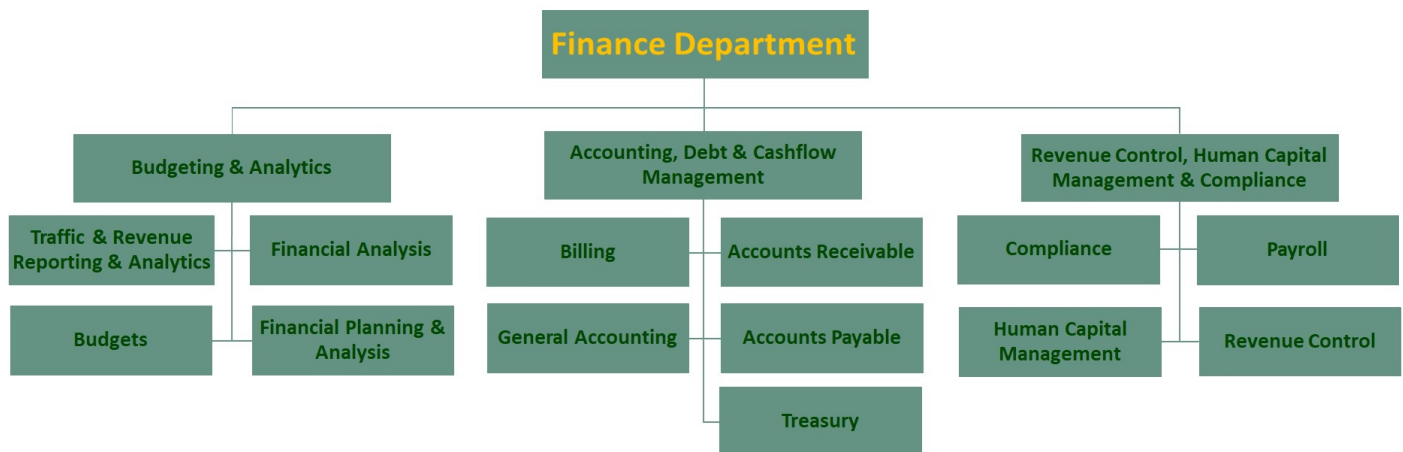 Finance Department
Budgeting & Analytics
Accounting, Debt & Cashflow
Management
Revenue Control, Human Capital
Management & Compliance
Traffic & Revenue
Reporting & Analytics
Financial Analysis
Budgets
Financial Planning &
Analysis
Billing
Accounts Receivable
General Accounting
Accounts Payable
Treasury
Compliance
Payroll
Human Capital
Management
Revenue Control